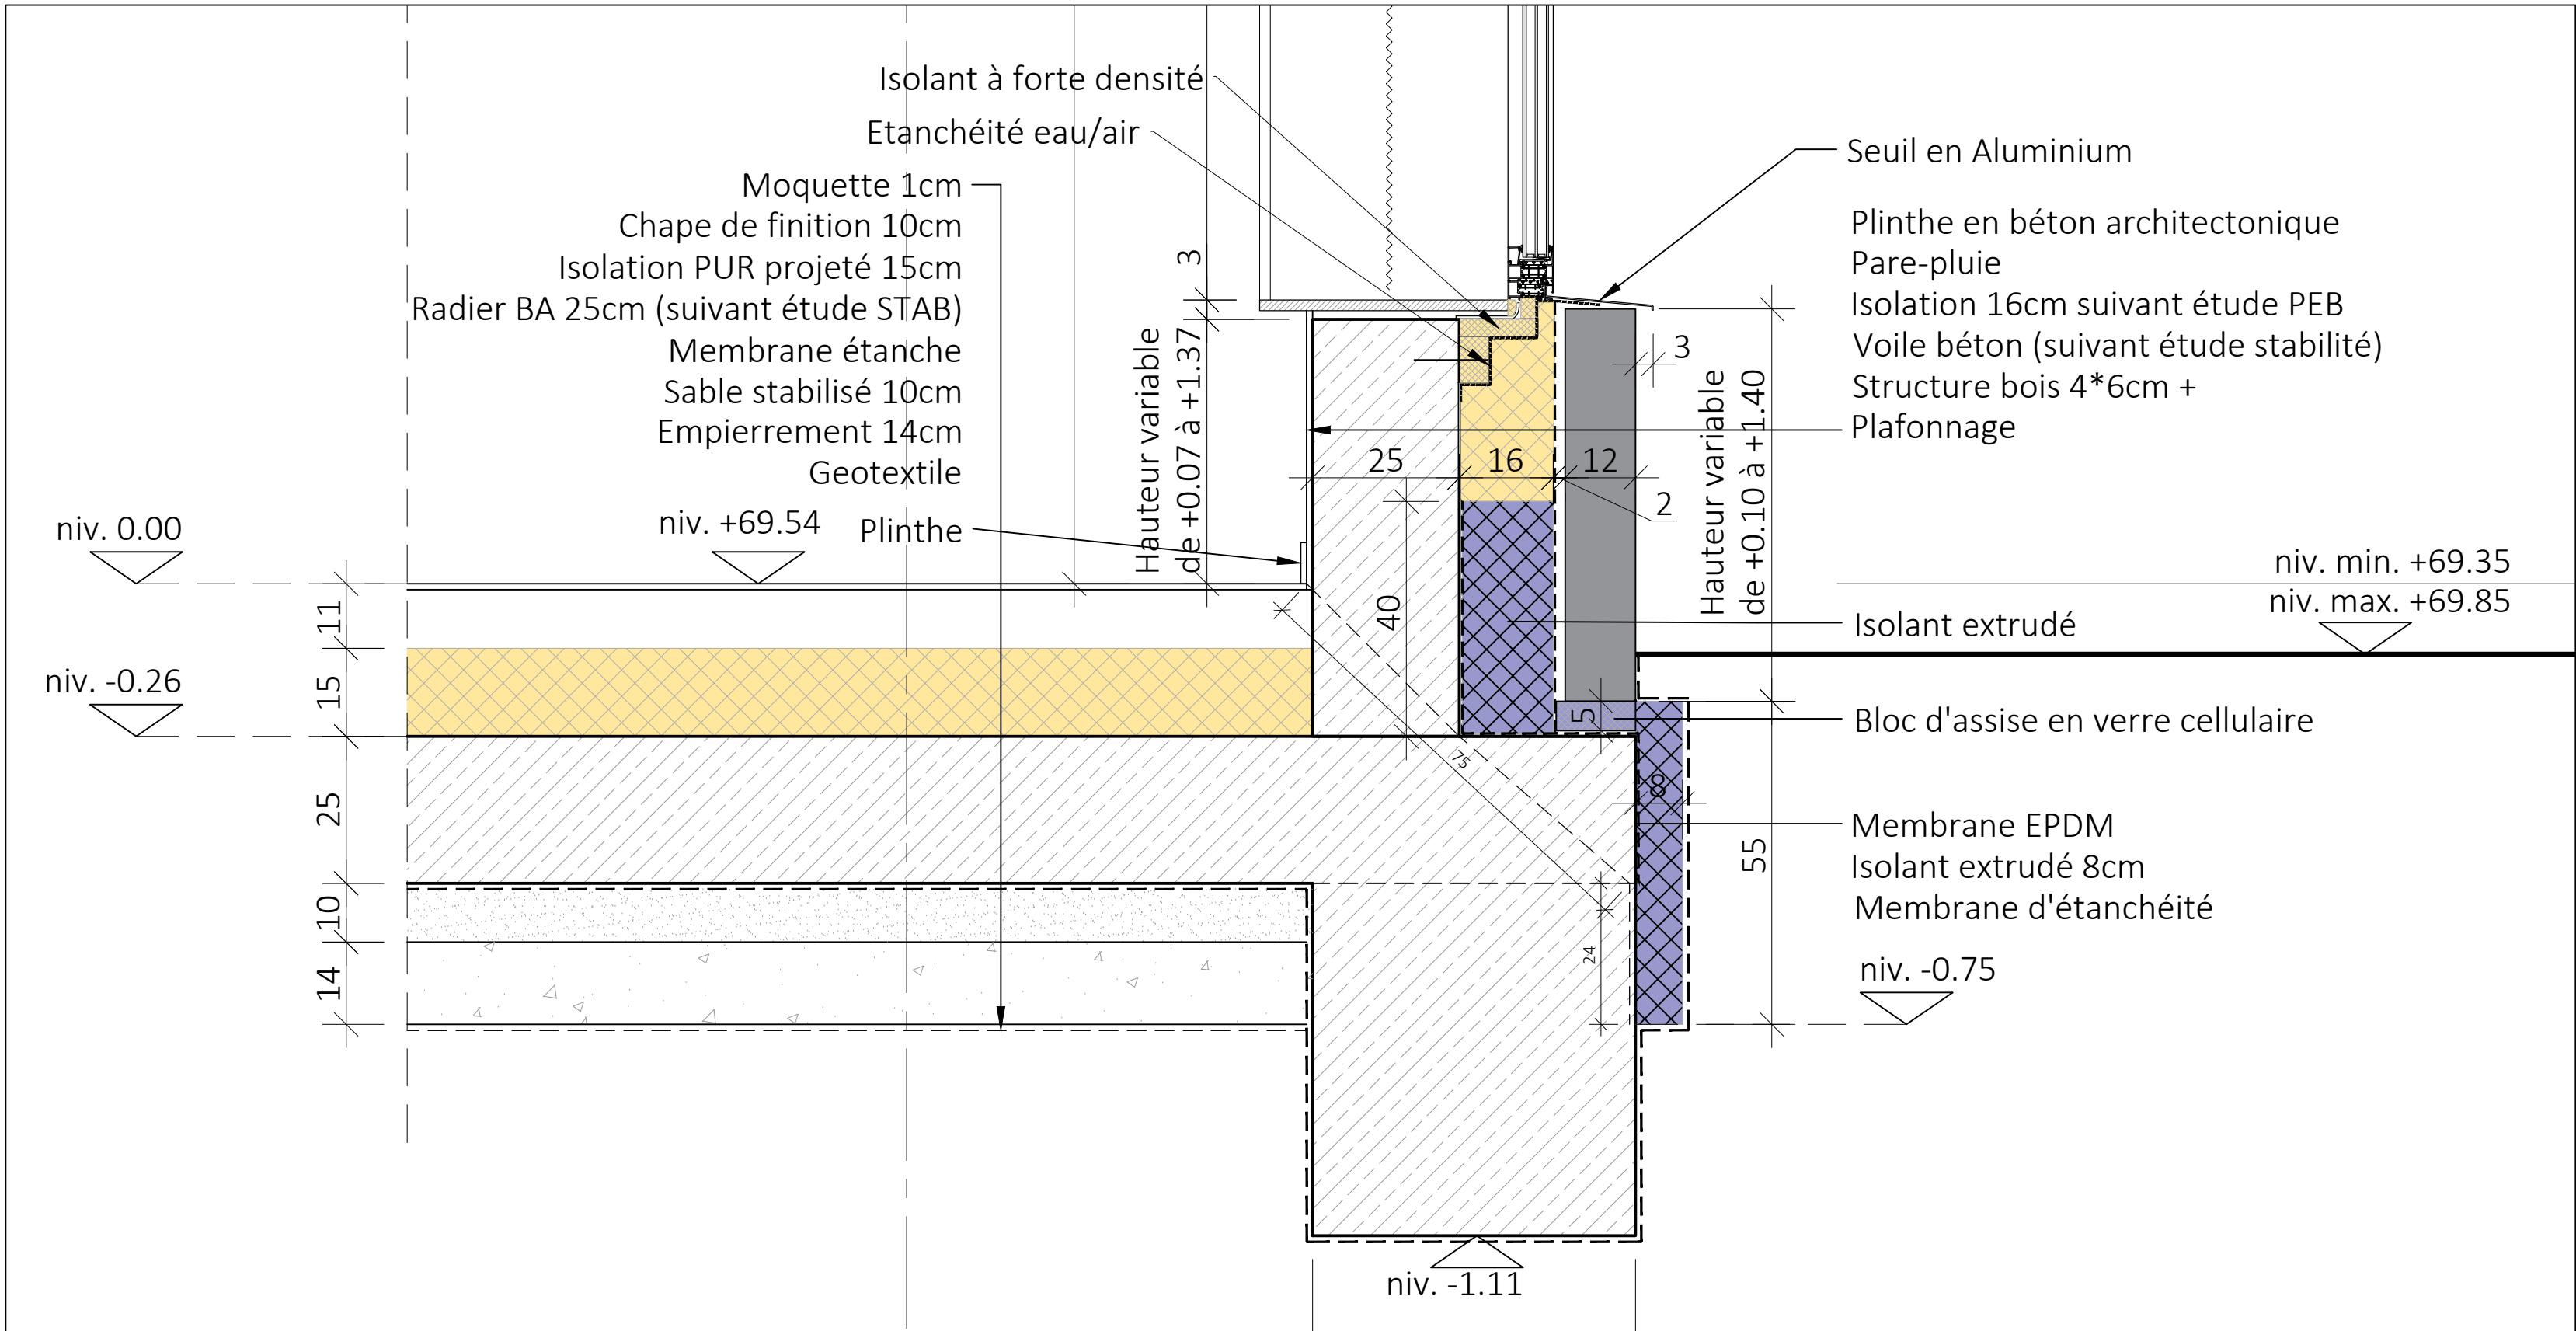 Isolant à forte densité
Etanchéité eau/air
Moquette 1cm
Chape de finition 10cm
Isolation PUR projeté 15cm
Radier BA 25cm (suivant étude STAB)
Membrane étanche
Sable stabilisé 10cm
Empierrement 14cm
Geotextile
Plinthe
niv. 0.00
niv. +69.54
niv. -0.26
11
15
25
10
14
3
Hauteur variable
de +0.07 à +1.37
25
16
12
2
3
40
5
8
75
24
55
Hauteur variable
de +0.10 à +1.40
Seuil en Aluminium
Plinthe en béton architectonique
Pare-pluie
Isolation 16cm suivant étude PEB
Voile béton (suivant étude stabilité)
Structure bois 4*6cm +
Plafonnage
niv. min. +69.35
niv. max. +69.85
Isolant extrudé
Bloc d'assise en verre cellulaire
Membrane EPDM
Isolant extrudé 8cm
Membrane d'étanchéité
niv. -0.75
niv. -1.11